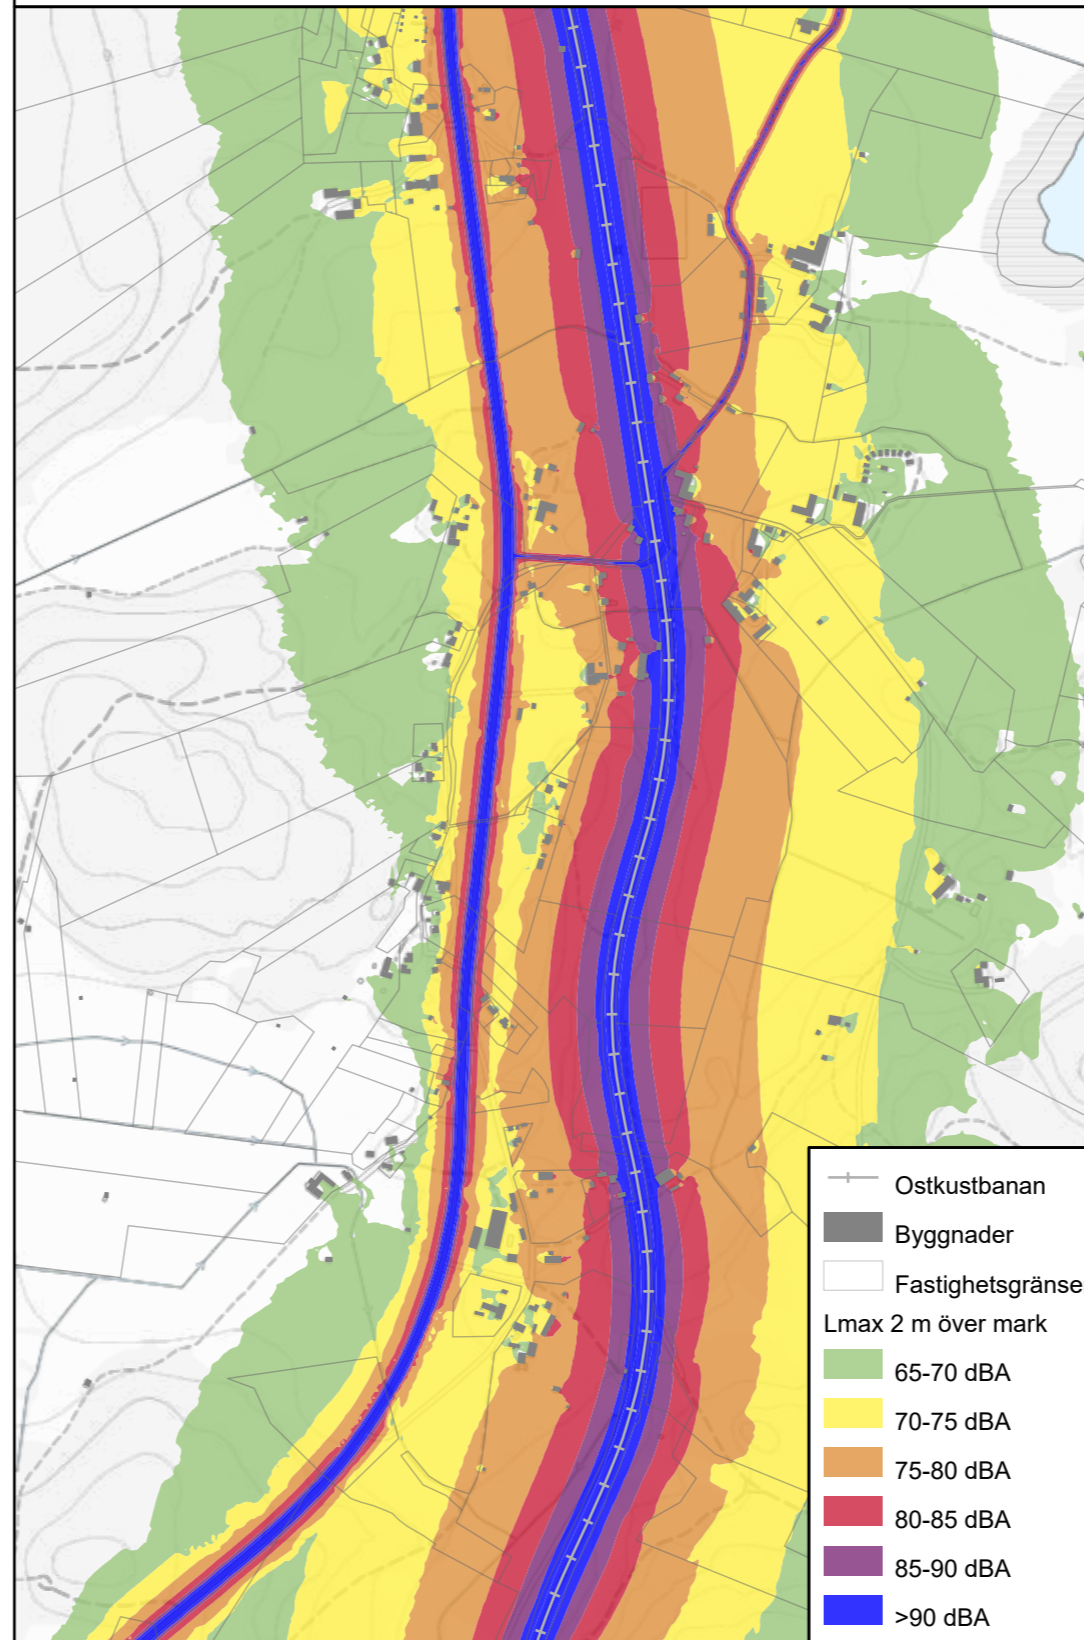 Ostkustbanan
Byggnader
Fastighetsgränse
Lmax 2 m över mark
65-70 dBA
70-75 dBA
75-80 dBA
80-85 dBA
85-90 dBA
>90 dBA